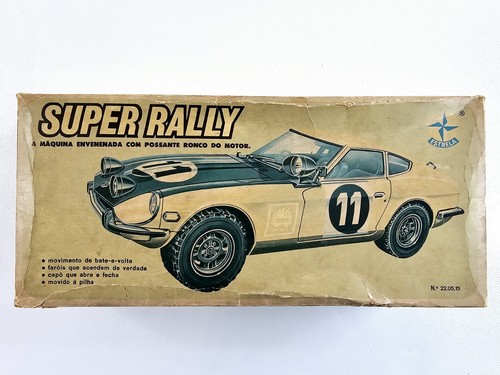 SUPER RALLY
A MÁQUINA ENVENENADA COM POSSANTE RONCO DO MOTOR.
®
ESTRELA
11
11
• movimento de bate-e-volta
• faróis que acendem de verdade
• capô que abre e fecha
• movido à pilha
N.º 22.05.15